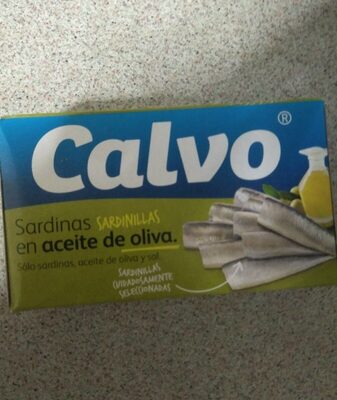 Calvo®
Sardinas SARDINILLAS
en aceite de oliva.
Sólo sardinas, aceite de oliva y sal
SARDINILLAS
CUIDADOSAMENTE
SELECCIONADAS